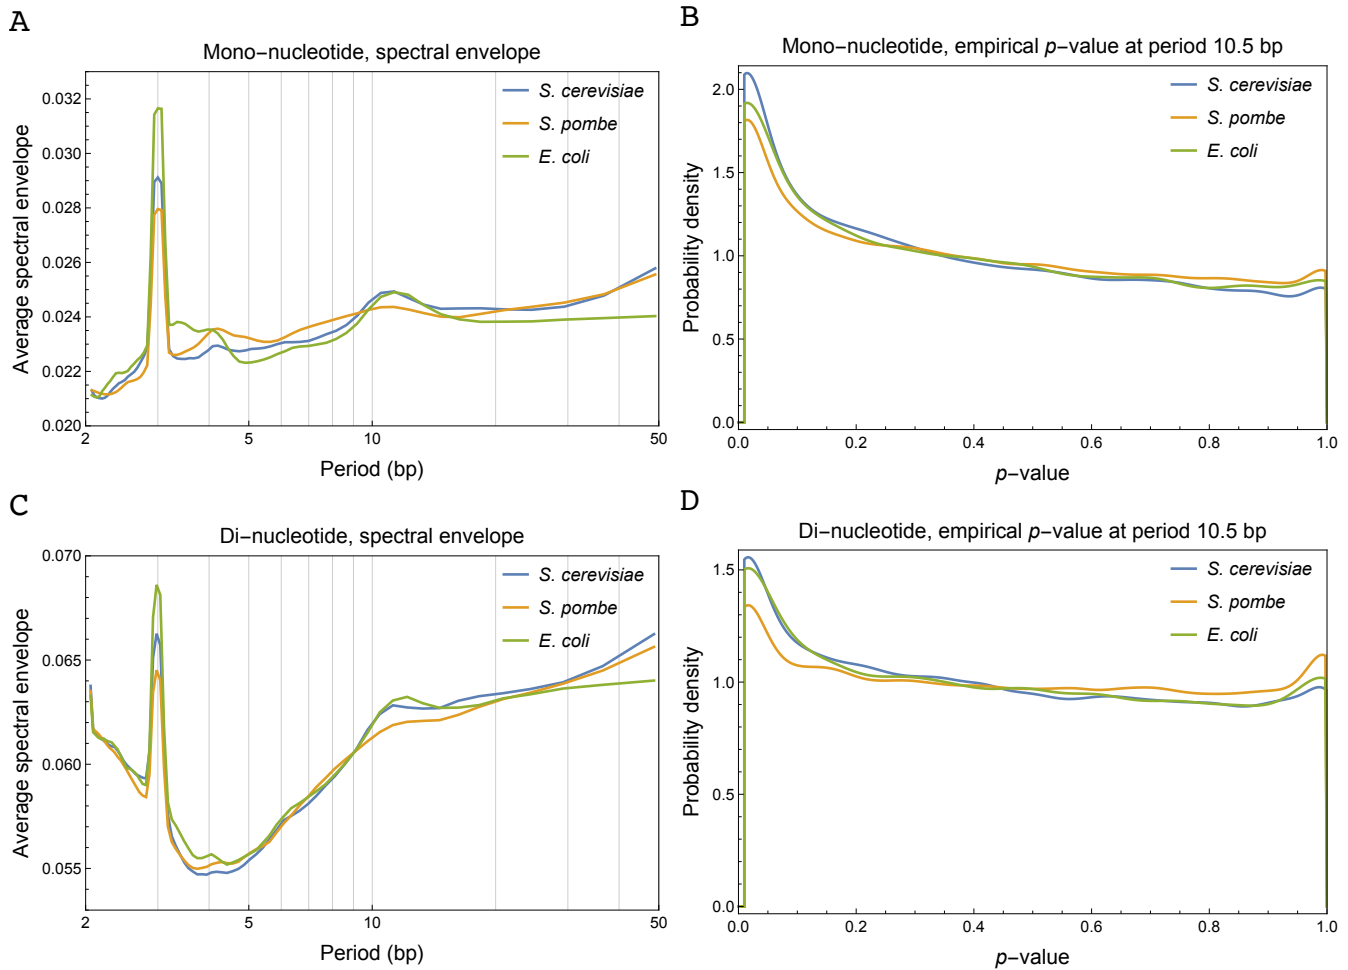 A
Mono−nucleotide, spectral envelope
S. cerevisiae
S. pombe
E. coli
Average spectral envelope
0.032
0.030
0.028
0.026
0.024
0.022
0.020
2
5
10
50
Period (bp)
B
Mono−nucleotide, empirical p−value at period 10.5 bp
S. cerevisiae
S. pombe
E. coli
Probability density
2.0
1.5
1.0
0.5
0.0
0.0
0.2
0.4
0.6
0.8
1.0
p−value
C
Di−nucleotide, spectral envelope
S. cerevisiae
S. pombe
E. coli
Average spectral envelope
0.070
0.065
0.060
0.055
2
5
10
50
Period (bp)
D
Di−nucleotide, empirical p−value at period 10.5 bp
S. cerevisiae
S. pombe
E. coli
Probability density
1.5
1.0
0.5
0.0
0.0
0.2
0.4
0.6
0.8
1.0
p−value